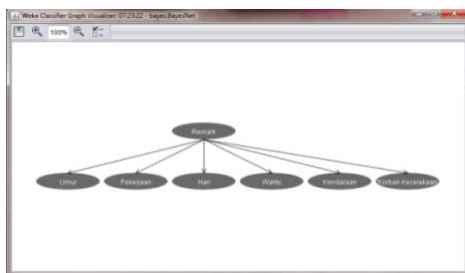 Weka Classifier Graph Visualizer: 07:23:22 - bayes.BayesNet
100%
Remark
Umur Pekerjaan Hari Waktu Kendaraan Korban Kecelakaan